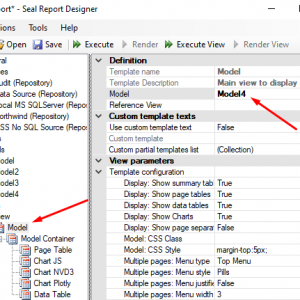 port* - Seal Report Designer
ions Tools Help
Open Save Execute Render Execute View Render View
ral
udit (Repository)
ata Source (Repository)
ocal MS SQLServer (Reposit
orthwind (Repository)
SS No SQL Source (Reposi
s
odel
odel2
odel3
odel4
s
ew
Model
Model Container
Page Table
Chart JS
Chart NVD3
Chart Plotly
Data Table
Definition
Template name Model
Template Description Main view to display
Model Model4
Reference View
Custom template texts
Use custom template text False
Custom template
Custom partial templates list (Collection)
View parameters
Template configuration
Display: Show summary tab True
Display: Show page tables True
Display: Show data tables True
Display: Show Charts True
Display: Show page separat False
Model: CSS Class
Model: CSS Style margin-top:5px;
Multiple pages: Menu type Top Menu
Multiple pages: Menu style Pills
Multiple pages: Menu justifie False
Multiple pages: Menu width 3